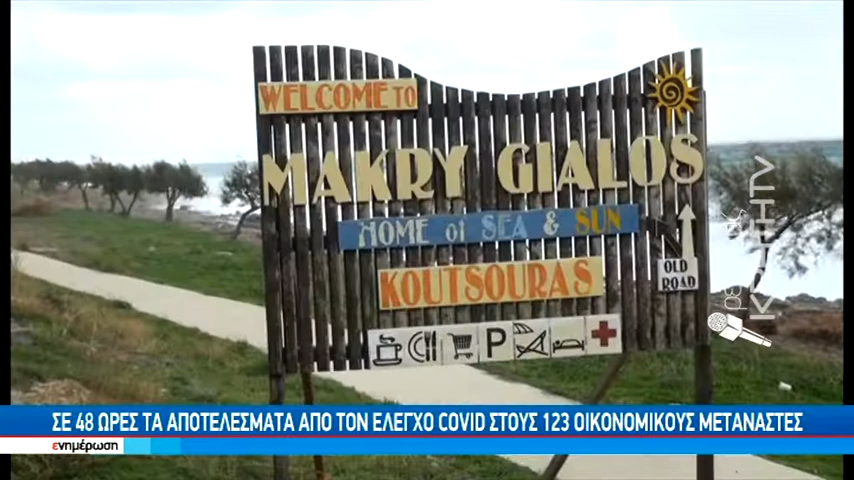 WELCOME TO
MAKRY GIALOS
HOME of SEA & SUN
KOUTSOURAS
N
OLD
ROAD
P
ΚΡΗΤΗTV
ΣΕ 48 ΩΡΕΣ ΤΑ ΑΠΟΤΕΛΕΣΜΑΤΑ ΑΠΟ ΤΟΝ ΕΛΕΓΧΟ COVID ΣΤΟΥΣ 123 ΟΙΚΟΝΟΜΙΚΟΥΣ ΜΕΤΑΝΑΣΤΕΣ
ενημέρωση